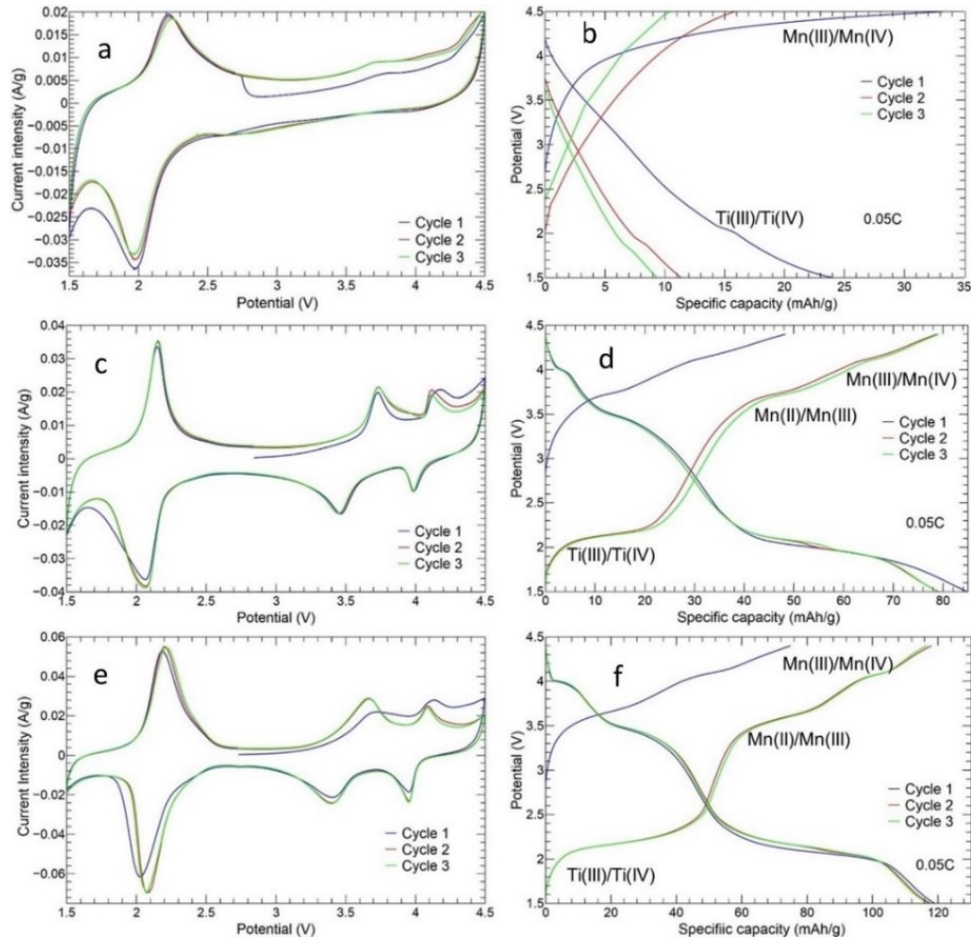 a
Current intensity (A/g)
0.02
0.015
0.01
0.005
0
−0.005
−0.010
−0.015
−0.020
−0.025
−0.030
−0.035
1.5 2 2.5 3 3.5 4 4.5
Potential (V)
Cycle 1
Cycle 2
Cycle 3
b
Potential (V)
4.5
4
3.5
3
2.5
2
1.5
0 5 10 15 20 25 30 35
Specific capacity (mAh/g)
Mn(III)/Mn(IV)
Cycle 1
Cycle 2
Cycle 3
Ti(III)/Ti(IV)
0.05C
c
Current intensity (A/g)
0.04
0.03
0.02
0.01
0
−0.01
−0.02
−0.03
−0.04
1.5 2 2.5 3 3.5 4 4.5
Potential (V)
Cycle 1
Cycle 2
Cycle 3
d
Potential (V)
4.5
4
3.5
3
2.5
2
1.5
0 10 20 30 40 50 60 70 80
Specific capacity (mAh/g)
Mn(III)/Mn(IV)
Mn(II)/Mn(III)
Cycle 1
Cycle 2
Cycle 3
0.05C
Ti(III)/Ti(IV)
e
Current Intensity (A/g)
0.06
0.04
0.02
0
−0.02
−0.04
−0.06
1.5 2 2.5 3 3.5 4 4.5
Potential (V)
Cycle 1
Cycle 2
Cycle 3
f
Potential (V)
4.5
4
3.5
3
2.5
2
1.5
0 20 40 60 80 100 120
Specifiic capacity (mAh/g)
Mn(III)/Mn(IV)
Mn(II)/Mn(III)
Cycle 1
Cycle 2
Cycle 3
0.05C
Ti(III)/Ti(IV)